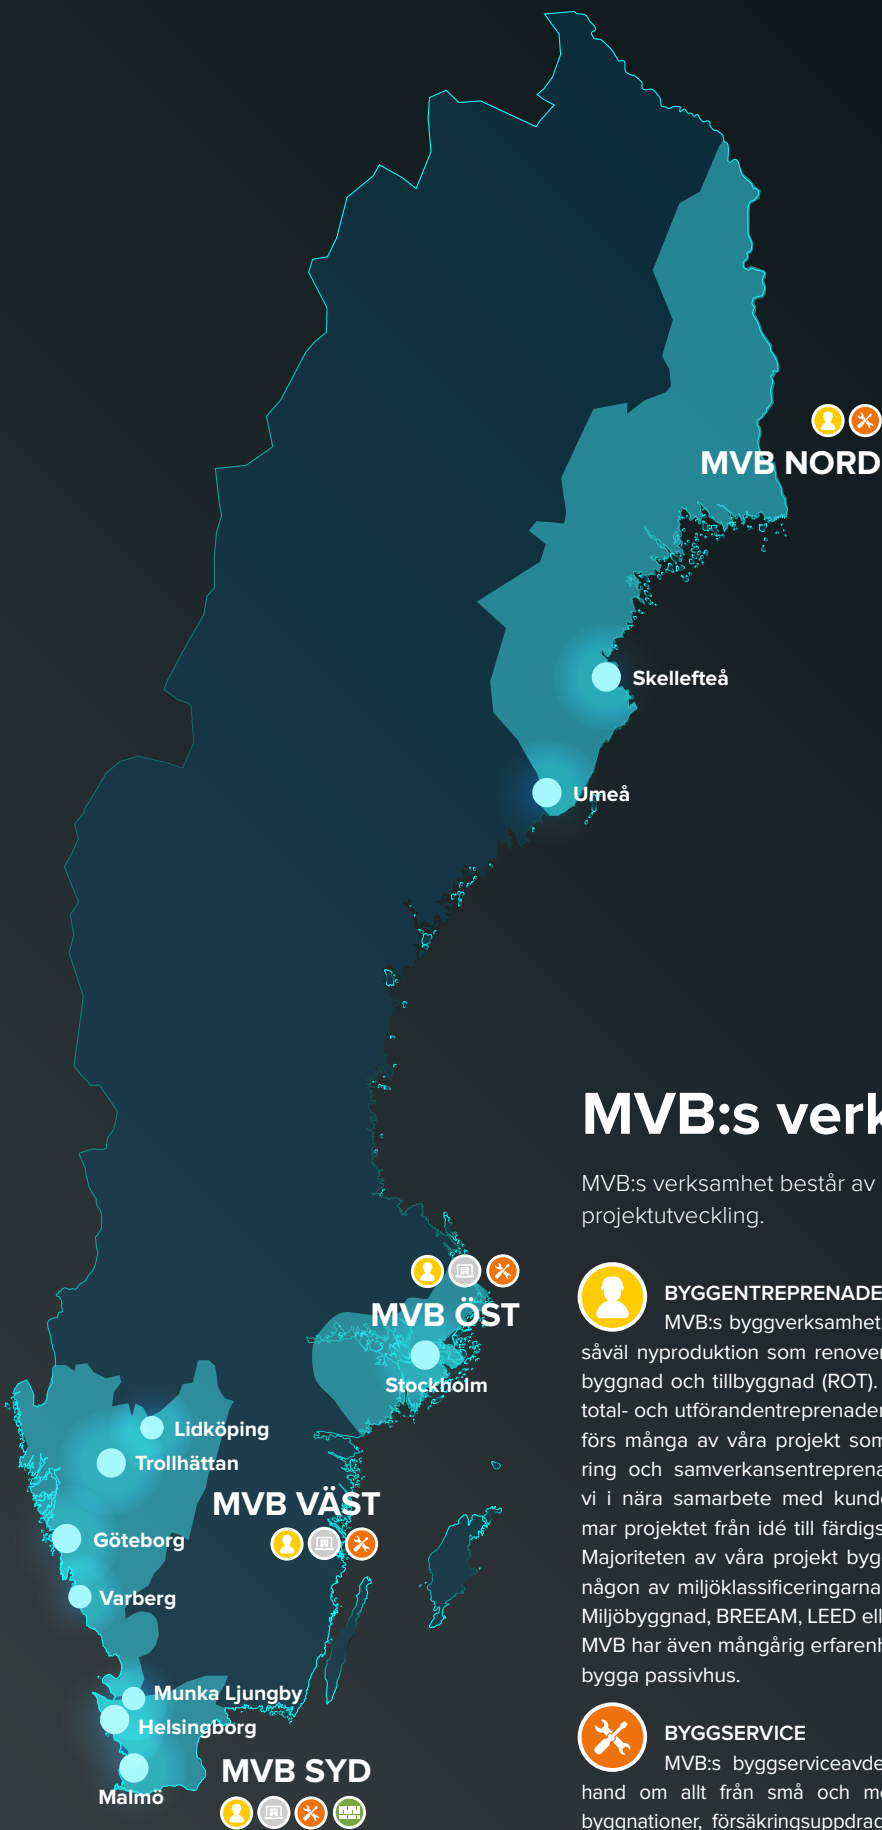 MVB NORD
Skellefteå
Umeå
MVB ÖST
Stockholm
Lidköping
Trollhättan
MVB VÄST
Göteborg
Varberg
Munka Ljungby
Helsingborg
MVB SYD
Malmö
MVB:s verk
MVB:s verksamhet består av
projektutveckling.
BYGGENTREPRENADE
MVB:s byggverksamhet
såväl nyproduktion som renover
byggnad och tillbyggnad (ROT).
total- och utförandentreprenader
förs många av våra projekt som
ring och samverkansentreprena
vi i nära samarbete med kunde
mar projektet från idé till färdigs
Majoriteten av våra projekt bygg
någon av miljöklassificeringarna
Miljöbyggnad, BREEAM, LEED ell
MVB har även mångårig erfarenh
bygga passivhus.
BYGGSERVICE
MVB:s byggserviceavde
hand om allt från små och me
byggnationer, försäkringsuppdrag